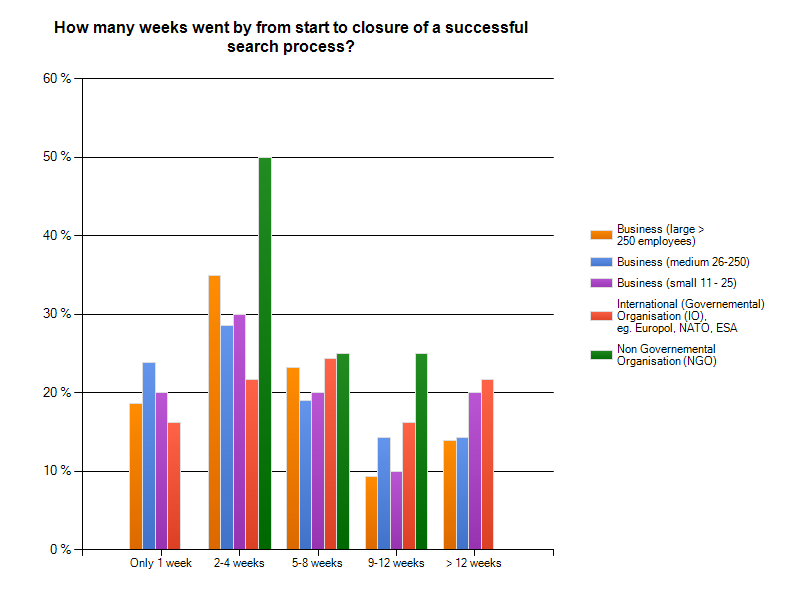 How many weeks went by from start to closure of a successful
search process?
60 %
50 %
40 %
30 %
20 %
10 %
0 %
Only 1 week
2-4 weeks
5-8 weeks
9-12 weeks
> 12 weeks
Business (large >
250 employees)
Business (medium 26-250)
Business (small 11 - 25)
International (Governemental)
Organisation (IO),
eg. Europol, NATO, ESA
Non Governemental
Organisation (NGO)